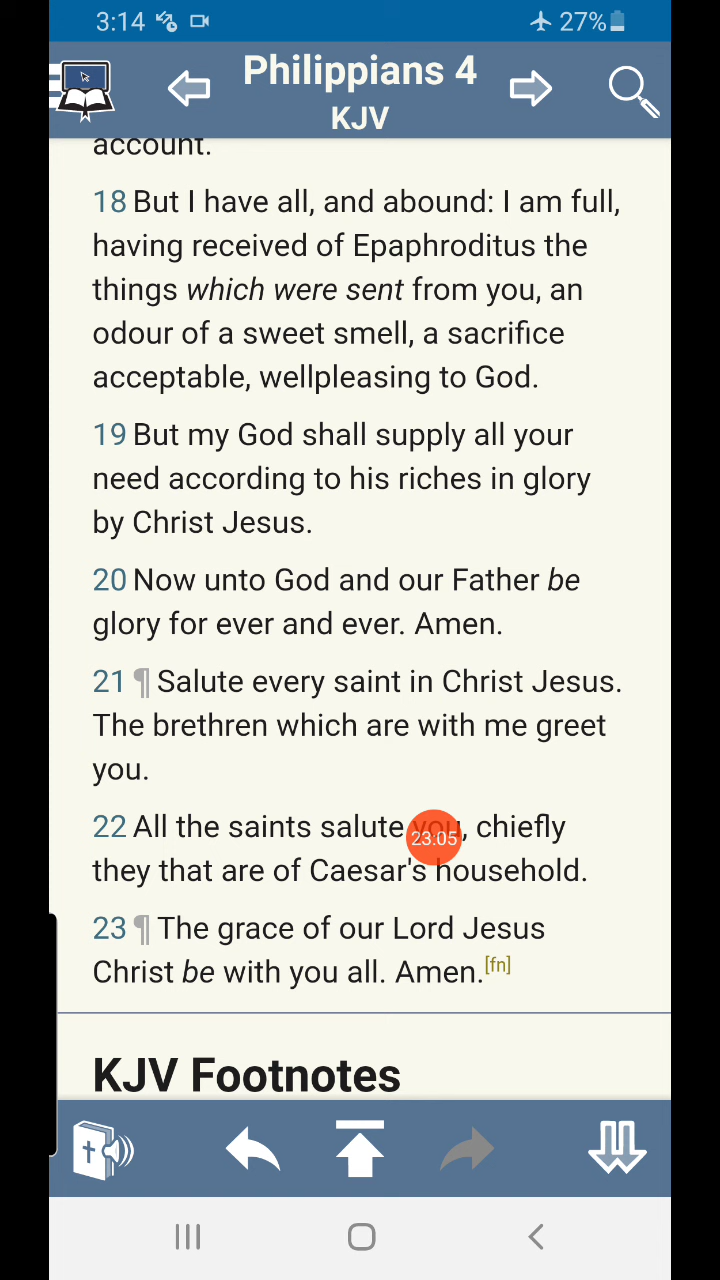 3:14
27%
Philippians 4
KJV
account.
18 But I have all, and abound: I am full,
having received of Epaphroditus the
things which were sent from you, an
odour of a sweet smell, a sacrifice
acceptable, wellpleasing to God.
19 But my God shall supply all your
need according to his riches in glory
by Christ Jesus.
20 Now unto God and our Father be
glory for ever and ever. Amen.
21 ¶ Salute every saint in Christ Jesus.
The brethren which are with me greet
you.
22 All the saints salute you, chiefly
23:05
they that are of Caesar's household.
23 ¶ The grace of our Lord Jesus
Christ be with you all. Amen.[fn]
KJV Footnotes